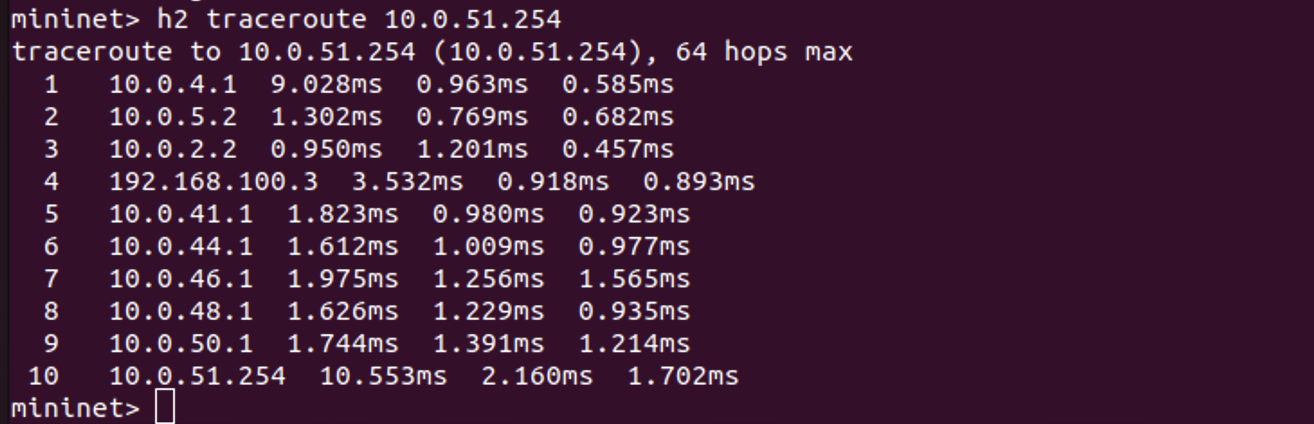 mininet> h2 traceroute 10.0.51.254
traceroute to 10.0.51.254 (10.0.51.254), 64 hops max
  1   10.0.4.1  9.028ms  0.963ms  0.585ms
  2   10.0.5.2  1.302ms  0.769ms  0.682ms
  3   10.0.2.2  0.950ms  1.201ms  0.457ms
  4   192.168.100.3  3.532ms  0.918ms  0.893ms
  5   10.0.41.1  1.823ms  0.980ms  0.923ms
  6   10.0.44.1  1.612ms  1.009ms  0.977ms
  7   10.0.46.1  1.975ms  1.256ms  1.565ms
  8   10.0.48.1  1.626ms  1.229ms  0.935ms
  9   10.0.50.1  1.744ms  1.391ms  1.214ms
 10   10.0.51.254  10.553ms  2.160ms  1.702ms
mininet>